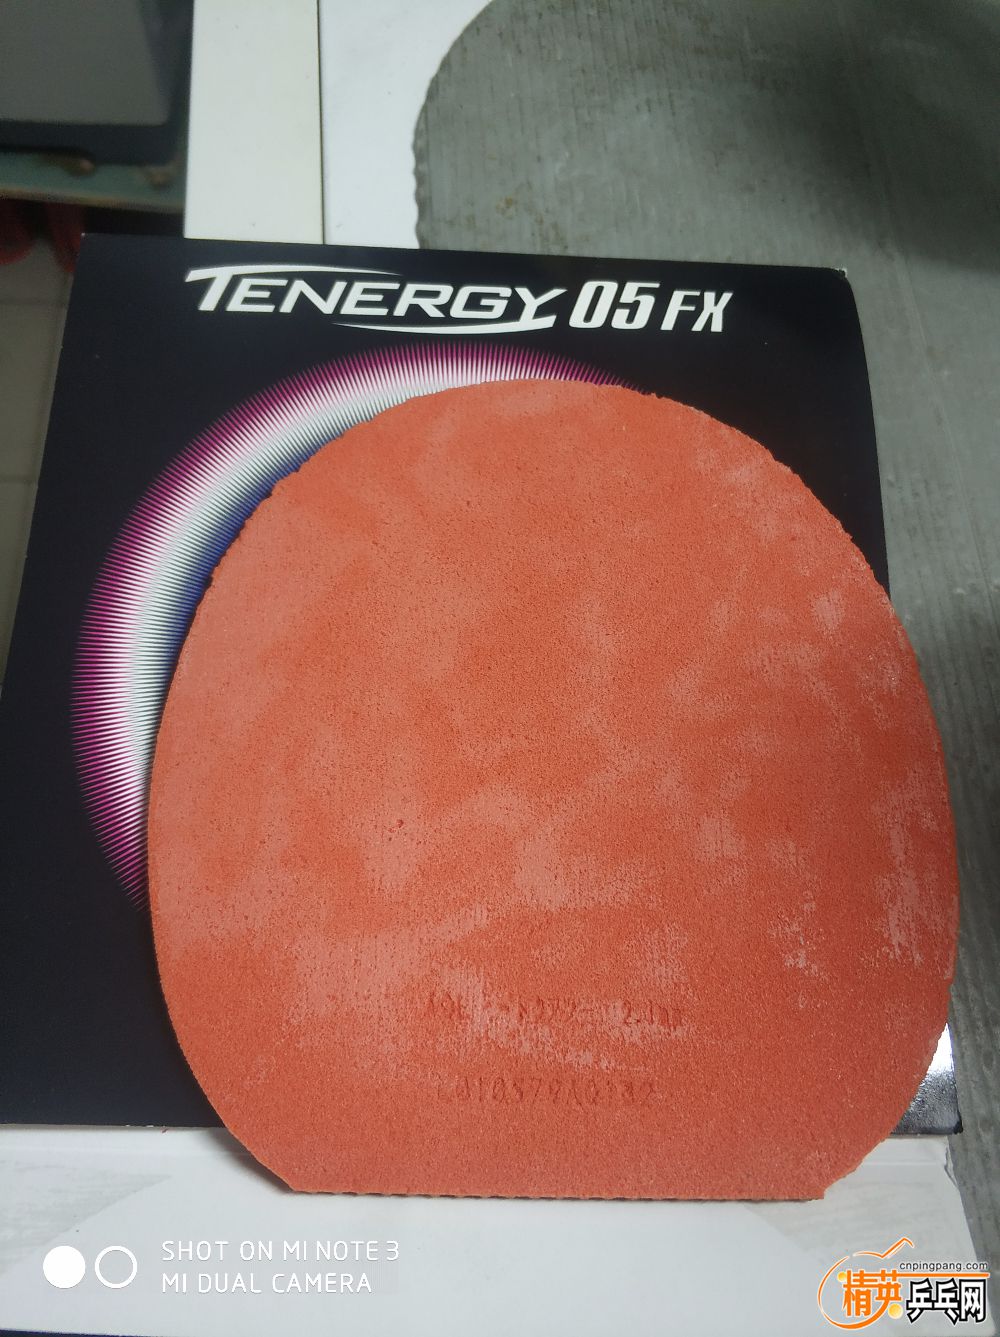 TENERGY 05 FX
SHOT ON MI NOTE 3
MI DUAL CAMERA
cnpingpang.com
精英乒乓网